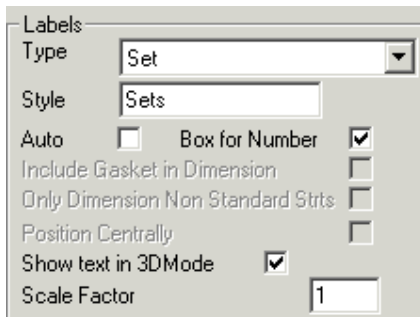 Labels
Type Set
Style Sets
Auto Box for Number
Include Gasket in Dimension
Only Dimension Non Standard Strts
Position Centrally
Show text in 3DMode
Scale Factor 1